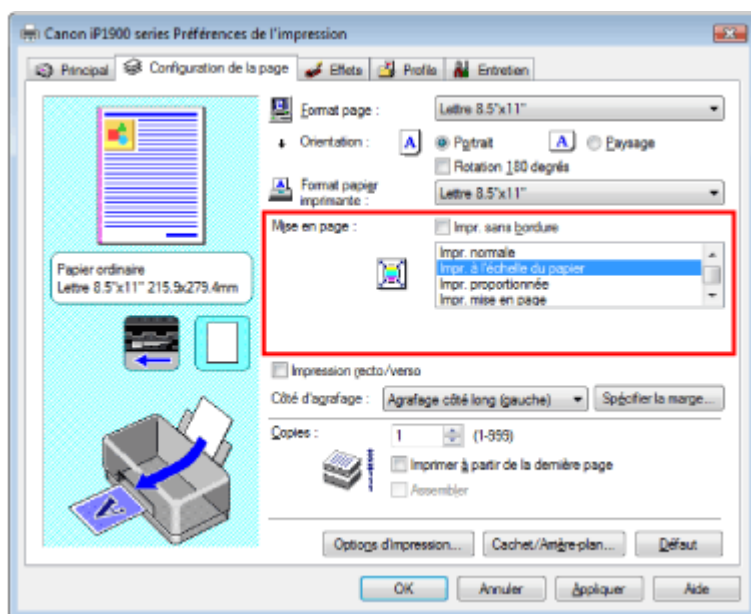 Canon iP1900 series Préférences de l'impression
Principal Configuration de la page Effets Profils Entretien
Format page : Lettre 8.5"x11"
Orientation : A Portrait A Paysage
Rotation 180 degrés
Format papier imprimante : Lettre 8.5"x11"
Mise en page : Impr. sans bordure
Impr. normale
Impr. à l'échelle du papier
Impr. proportionnée
Impr. mise en page
Papier ordinaire
Lettre 8.5"x11" 215.9x279.4mm
Impression recto/verso
Côté d'agrafage : Agrafage côté long (gauche) Spécifier la marge...
Copies : 1 (1-999)
Imprimer à partir de la dernière page
Assembler
Options d'impression... Cachet/Arrière-plan... Défaut
OK Annuler Appliquer Aide